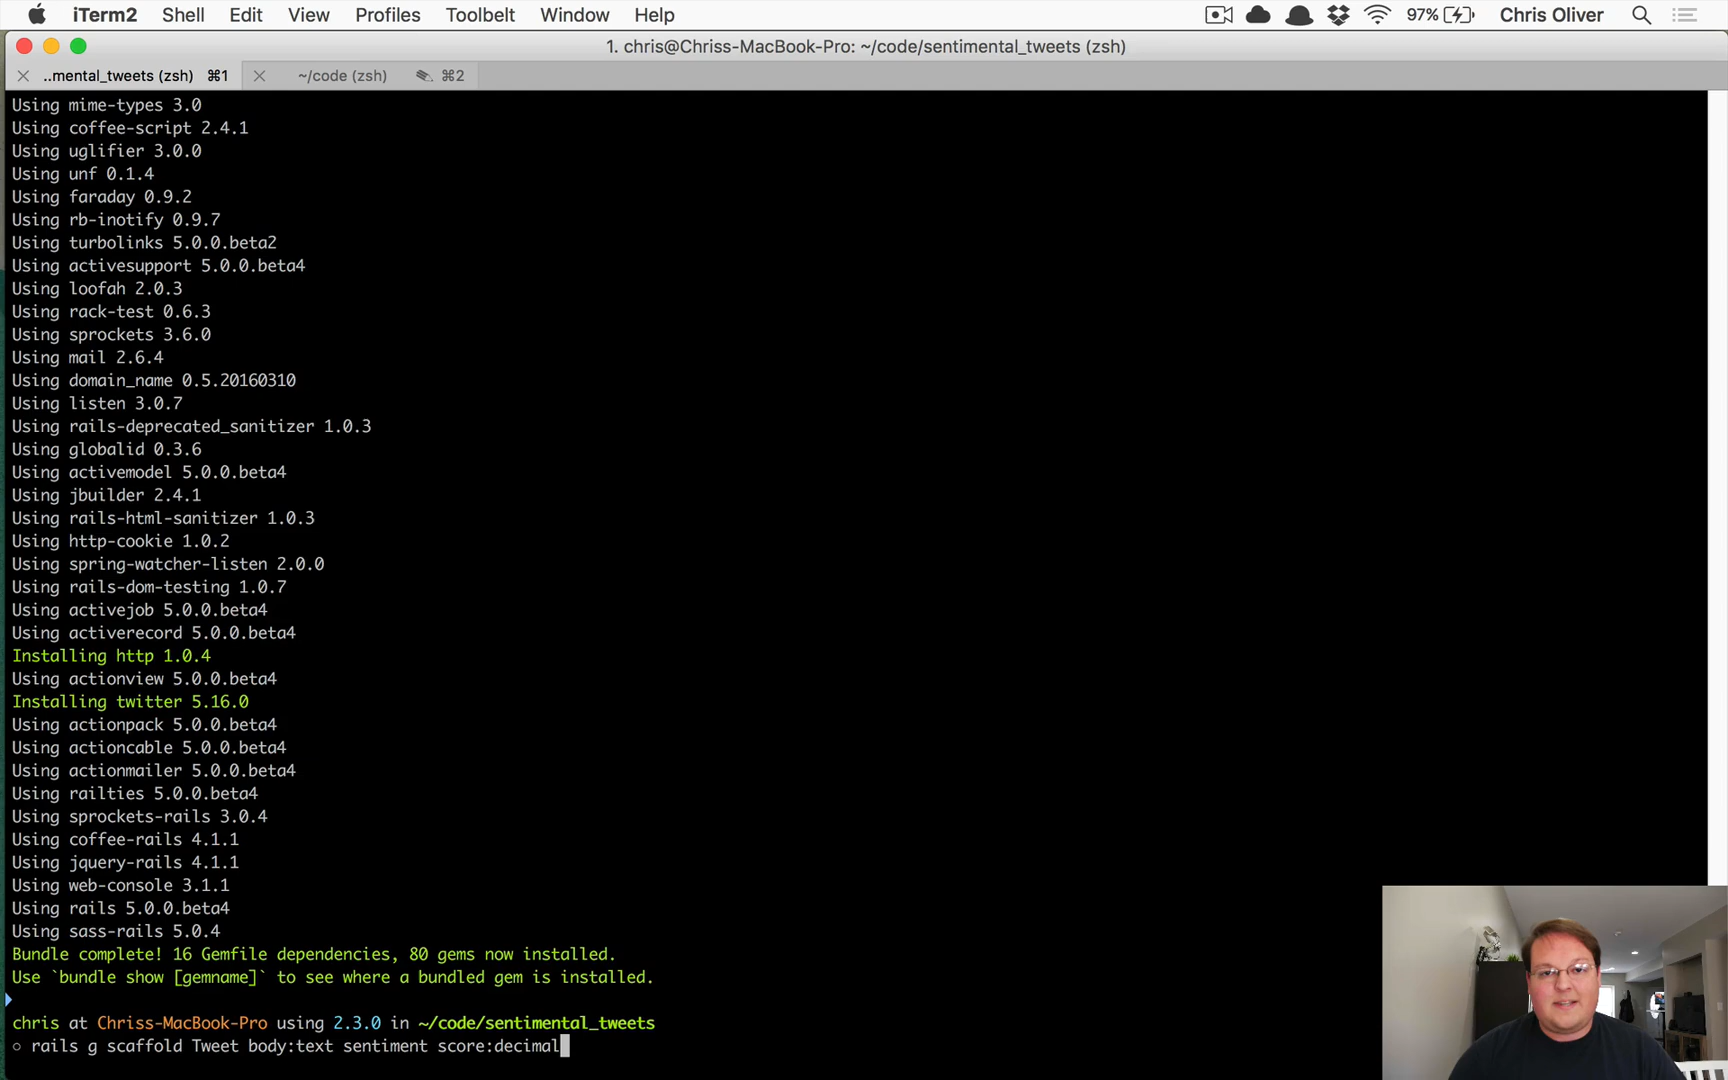 iTerm2 Shell Edit View Profiles Toolbelt Window Help 97% Chris Oliver
1. chris@Chriss-MacBook-Pro: ~/code/sentimental_tweets (zsh)
..mental_tweets (zsh) ⌘1 ~/code (zsh) ⌘2
Using mime-types 3.0
Using coffee-script 2.4.1
Using uglifier 3.0.0
Using unf 0.1.4
Using faraday 0.9.2
Using rb-inotify 0.9.7
Using turbolinks 5.0.0.beta2
Using activesupport 5.0.0.beta4
Using loofah 2.0.3
Using rack-test 0.6.3
Using sprockets 3.6.0
Using mail 2.6.4
Using domain_name 0.5.20160310
Using listen 3.0.7
Using rails-deprecated_sanitizer 1.0.3
Using globalid 0.3.6
Using activemodel 5.0.0.beta4
Using jbuilder 2.4.1
Using rails-html-sanitizer 1.0.3
Using http-cookie 1.0.2
Using spring-watcher-listen 2.0.0
Using rails-dom-testing 1.0.7
Using activejob 5.0.0.beta4
Using activerecord 5.0.0.beta4
Installing http 1.0.4
Using actionview 5.0.0.beta4
Installing twitter 5.16.0
Using actionpack 5.0.0.beta4
Using actioncable 5.0.0.beta4
Using actionmailer 5.0.0.beta4
Using railties 5.0.0.beta4
Using sprockets-rails 3.0.4
Using coffee-rails 4.1.1
Using jquery-rails 4.1.1
Using web-console 3.1.1
Using rails 5.0.0.beta4
Using sass-rails 5.0.4
Bundle complete! 16 Gemfile dependencies, 80 gems now installed.
Use `bundle show [gemname]` to see where a bundled gem is installed.
chris at Chriss-MacBook-Pro using 2.3.0 in ~/code/sentimental_tweets
○ rails g scaffold Tweet body:text sentiment score:decimal